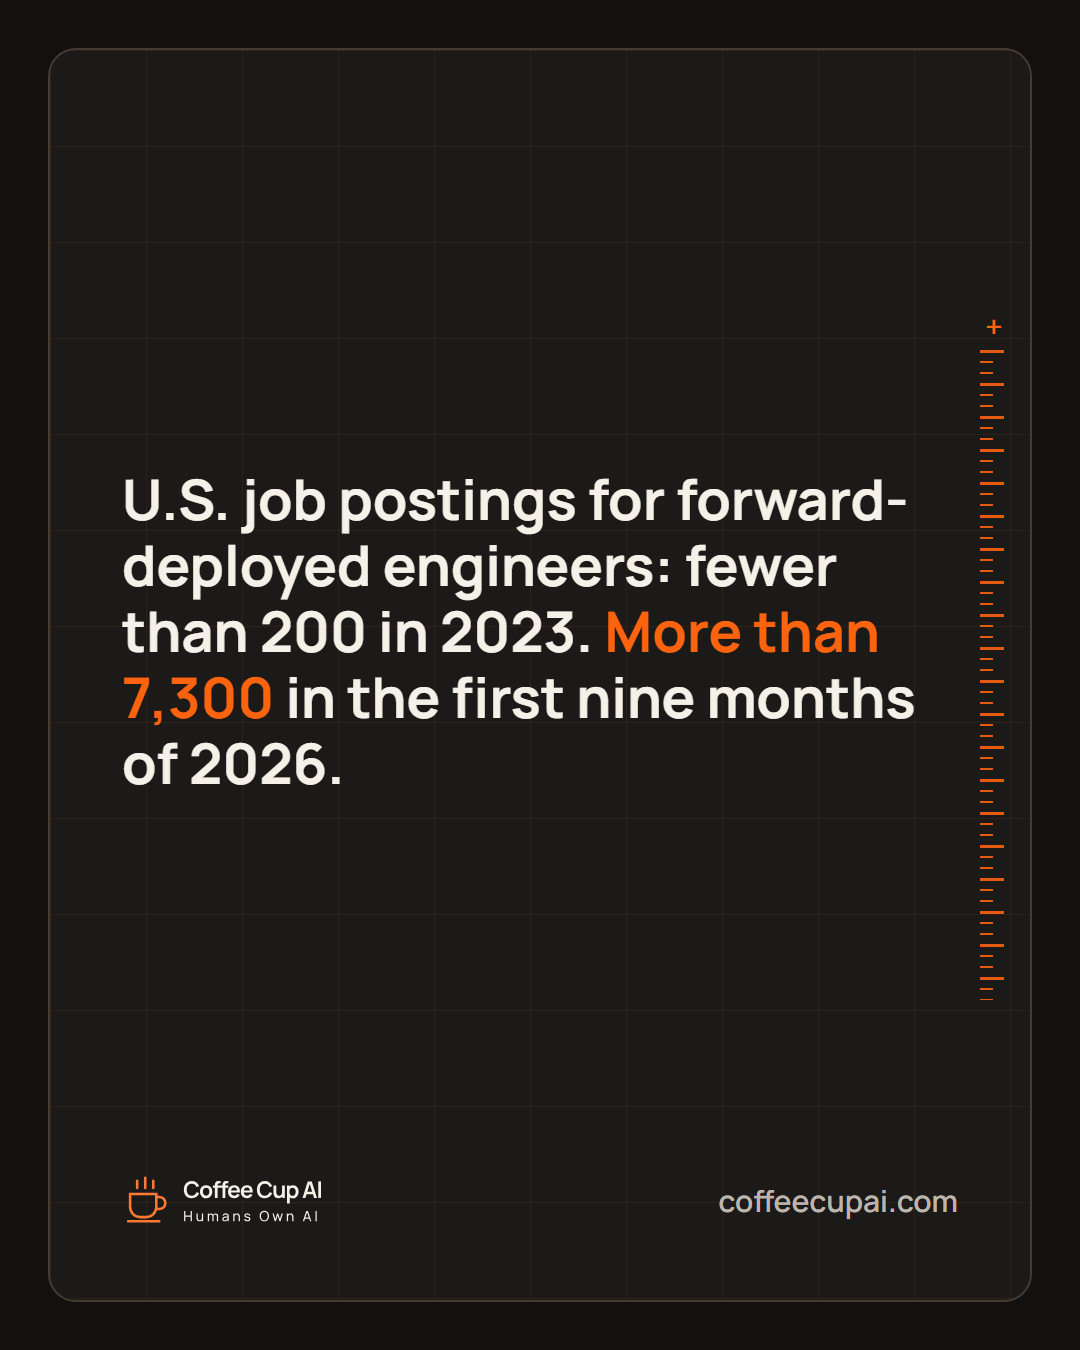 +
U.S. job postings for forward-
deployed engineers: fewer
than 200 in 2023. More than
7,300 in the first nine months
of 2026.
Coffee Cup AI
Humans Own AI
coffeecupai.com